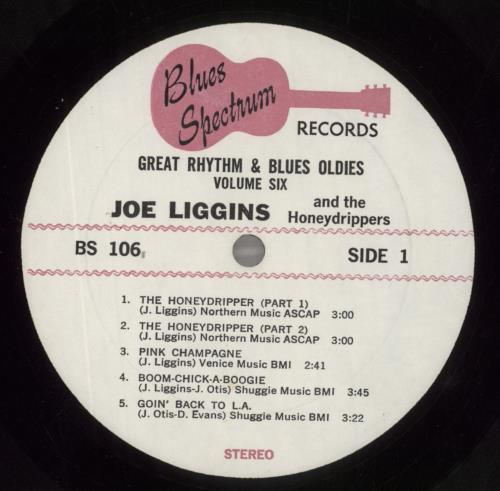 Blues
Spectrum
RECORDS
GREAT RHYTHM & BLUES OLDIES
VOLUME SIX
JOE LIGGINS and the Honeydrippers
BS 106 SIDE 1
1. THE HONEYDRIPPER (PART 1)
(J. Liggins) Northern Music ASCAP 3:00
2. THE HONEYDRIPPER (PART 2)
(J. Liggins) Northern Music ASCAP 3:00
3. PINK CHAMPAGNE
(J. Liggins) Venice Music BMI 2:41
4. BOOM-CHICK-A-BOOGIE
(J. Liggins-J. Otis) Shuggie Music BMI 3:45
5. GOIN' BACK TO L.A.
(J. Otis-D. Evans) Shuggie Music BMI 3:22
STEREO